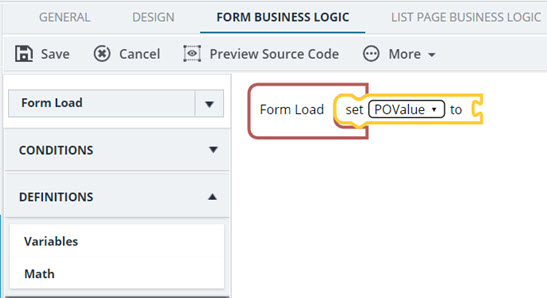 GENERAL DESIGN FORM BUSINESS LOGIC LIST PAGE BUSINESS LOGIC
Save Cancel Preview Source Code More
Form Load
Form Load set POValue to
CONDITIONS
DEFINITIONS
Variables
Math